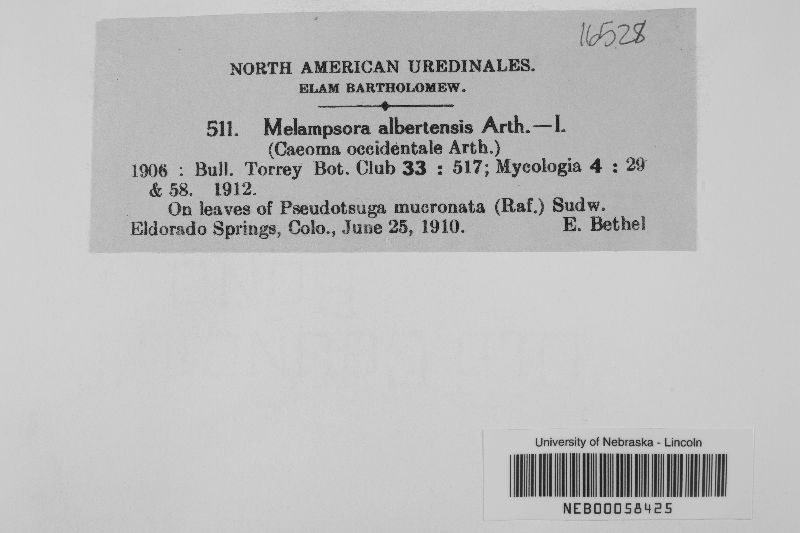 16528
NORTH AMERICAN UREDINALES.
ELAM BARTHOLOMEW.
511. Melampsora albertensis Arth.—I.
(Caeoma occidentale Arth.)
1906 : Bull. Torrey Bot. Club 33 : 517; Mycologia 4 : 29
& 58. 1912.
On leaves of Pseudotsuga mucronata (Raf.) Sudw.
Eldorado Springs, Colo., June 25, 1910. E. Bethel
University of Nebraska - Lincoln
NEB00058425